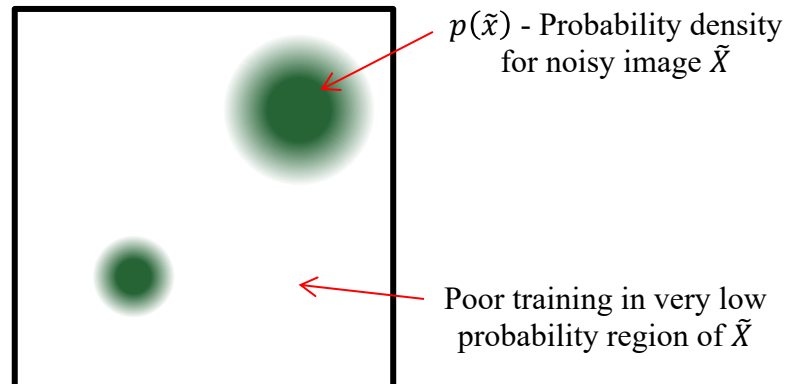 p(x̃) - Probability density
for noisy image X̃
Poor training in very low
probability region of X̃